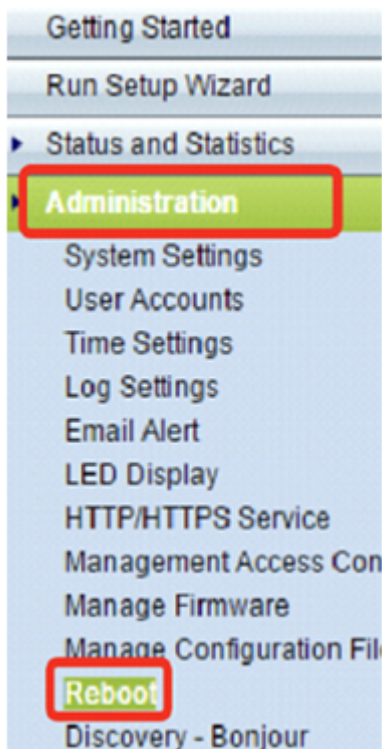 Getting Started
Run Setup Wizard
Status and Statistics
Administration
System Settings
User Accounts
Time Settings
Log Settings
Email Alert
LED Display
HTTP/HTTPS Service
Management Access Con
Manage Firmware
Manage Configuration File
Reboot
Discovery - Bonjour